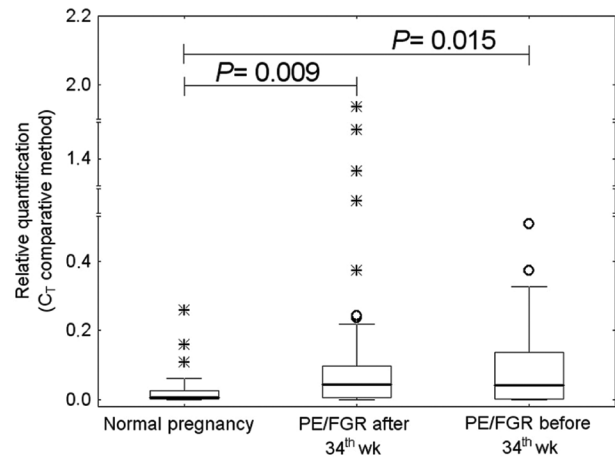 2.2
P= 0.015
2.0
P= 0.009
1.4
Relative quantification
(CT comparative method)
0.4
0.2
0.0
Normal pregnancy
PE/FGR after
34th wk
PE/FGR before
34th wk